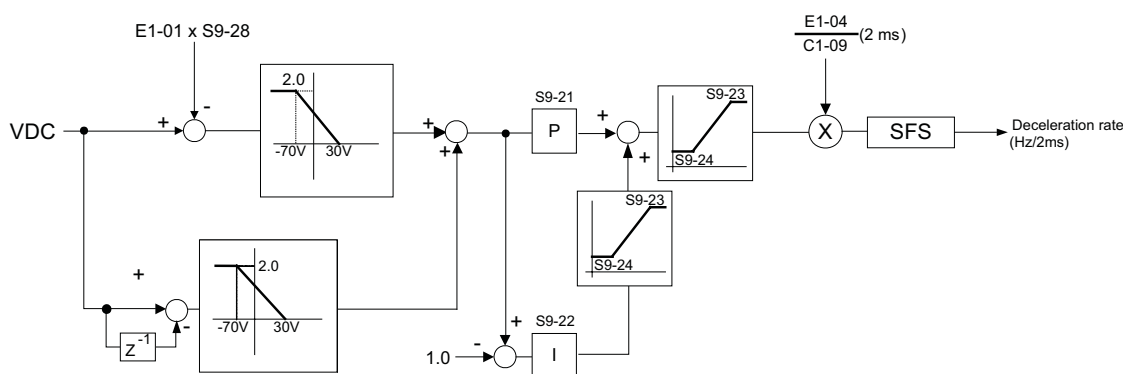 E1-01 x S9-28
E1-04
C1-09
(2 ms)
-
2.0
-70V
30V
S9-21
S9-23
VDC
+
+
+
P
+
+
S9-24
X
SFS
Deceleration rate
(Hz/2ms)
S9-23
S9-24
+
2.0
-70V
30V
-
Z-1
+
S9-22
1.0
-
I